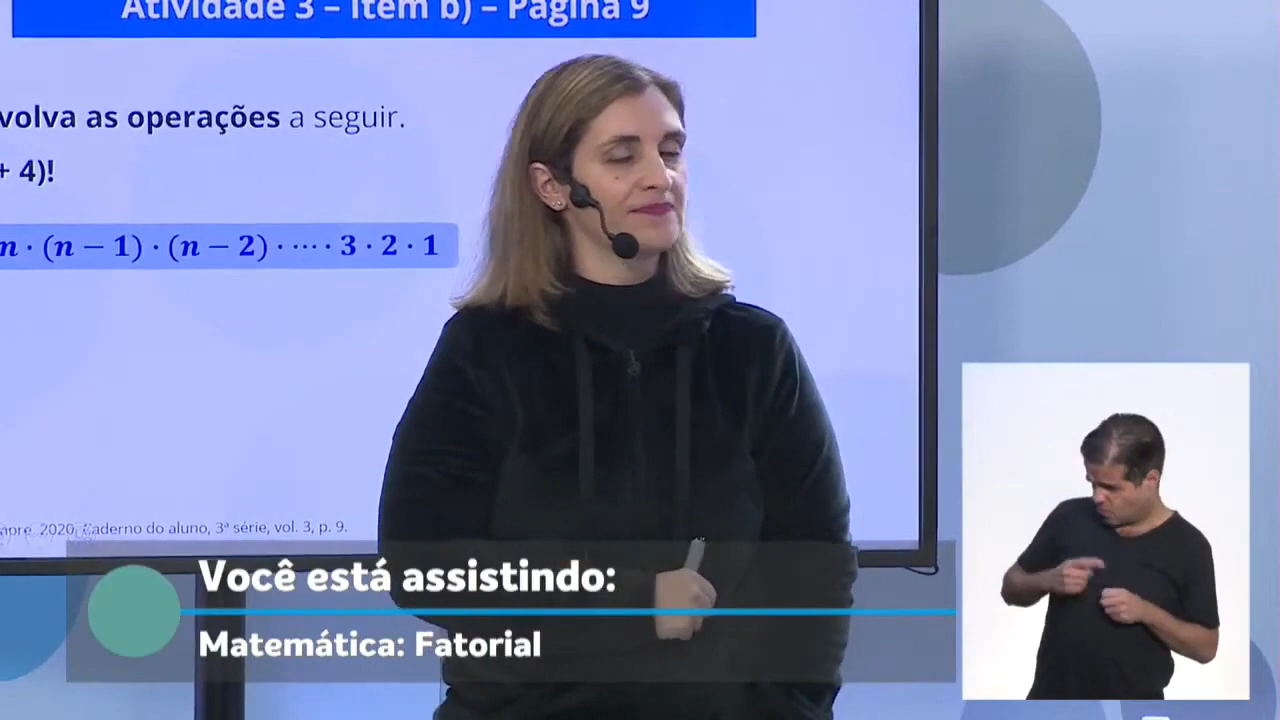 Atividade 3 – Item b) – Página 9
volva as operações a seguir.
+ 4)!
n · (n − 1) · (n − 2) · ⋯ · 3 · 2 · 1
2020. Caderno do aluno, 3ª série, vol. 3, p. 9.
Você está assistindo:
Matemática: Fatorial